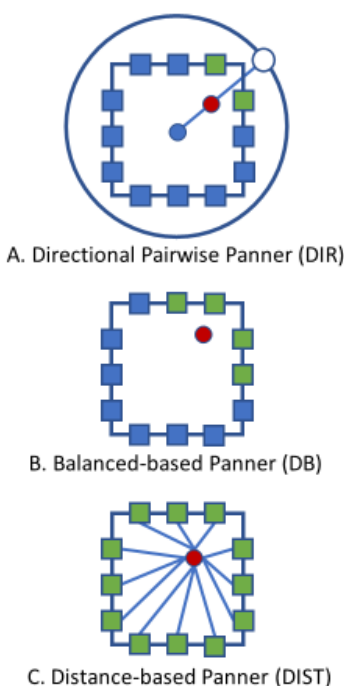 A. Directional Pairwise Panner (DIR)
B. Balanced-based Panner (DB)
C. Distance-based Panner (DIST)